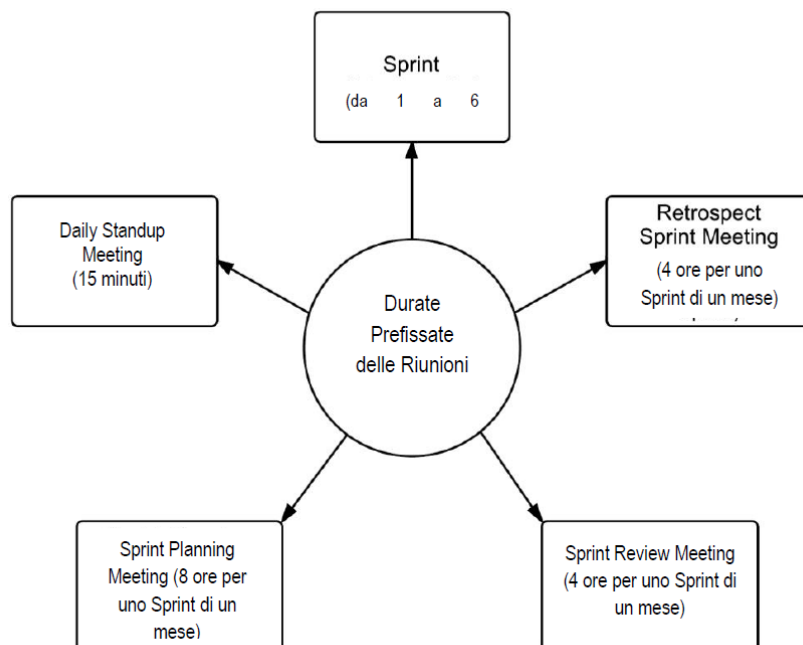 Sprint
(da 1 a 6
Daily Standup
Meeting
(15 minuti)
Retrospect
Sprint Meeting
(4 ore per uno
Sprint di un mese)
Durate
Prefissate
delle Riunioni
Sprint Planning
Meeting (8 ore per
uno Sprint di un
mese)
Sprint Review Meeting
(4 ore per uno Sprint di
un mese)